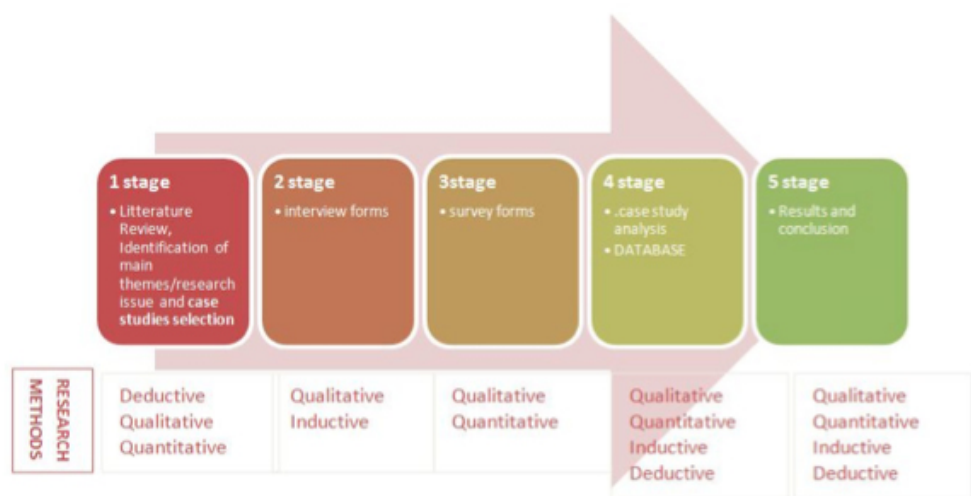 1 stage
• Litterature
Review,
Identification of
main
themes/research
issue and case
studies selection
2 stage
• interview forms
3stage
• survey forms
4 stage
• .case study
analysis
• DATABASE
5 stage
• Results and
conclusion
RESEARCH
METHODS
Deductive
Qualitative
Quantitative
Qualitative
Inductive
Qualitative
Quantitative
Qualitative
Quantitative
Inductive
Deductive
Qualitative
Quantitative
Inductive
Deductive